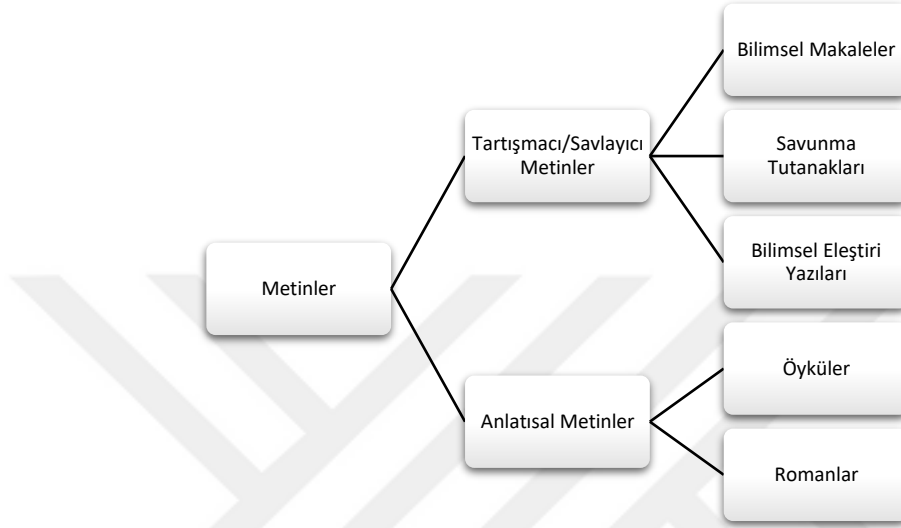 Bilimsel Makaleler
Tartışmacı/Savlayıcı
Metinler
Savunma
Tutanakları
Bilimsel Eleştiri
Yazıları
Metinler
Öyküler
Anlatısal Metinler
Romanlar